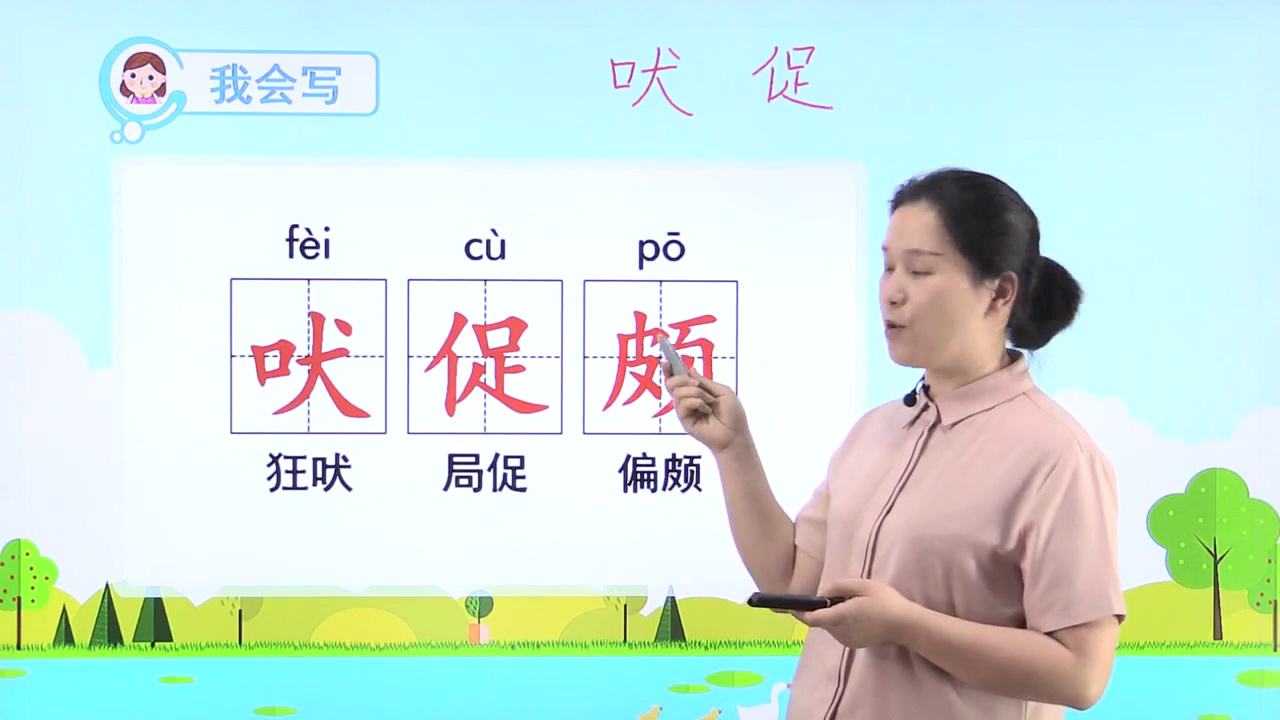 我会写
吠 促
fèi cù pō
吠 促 颇
狂吠 局促 偏颇